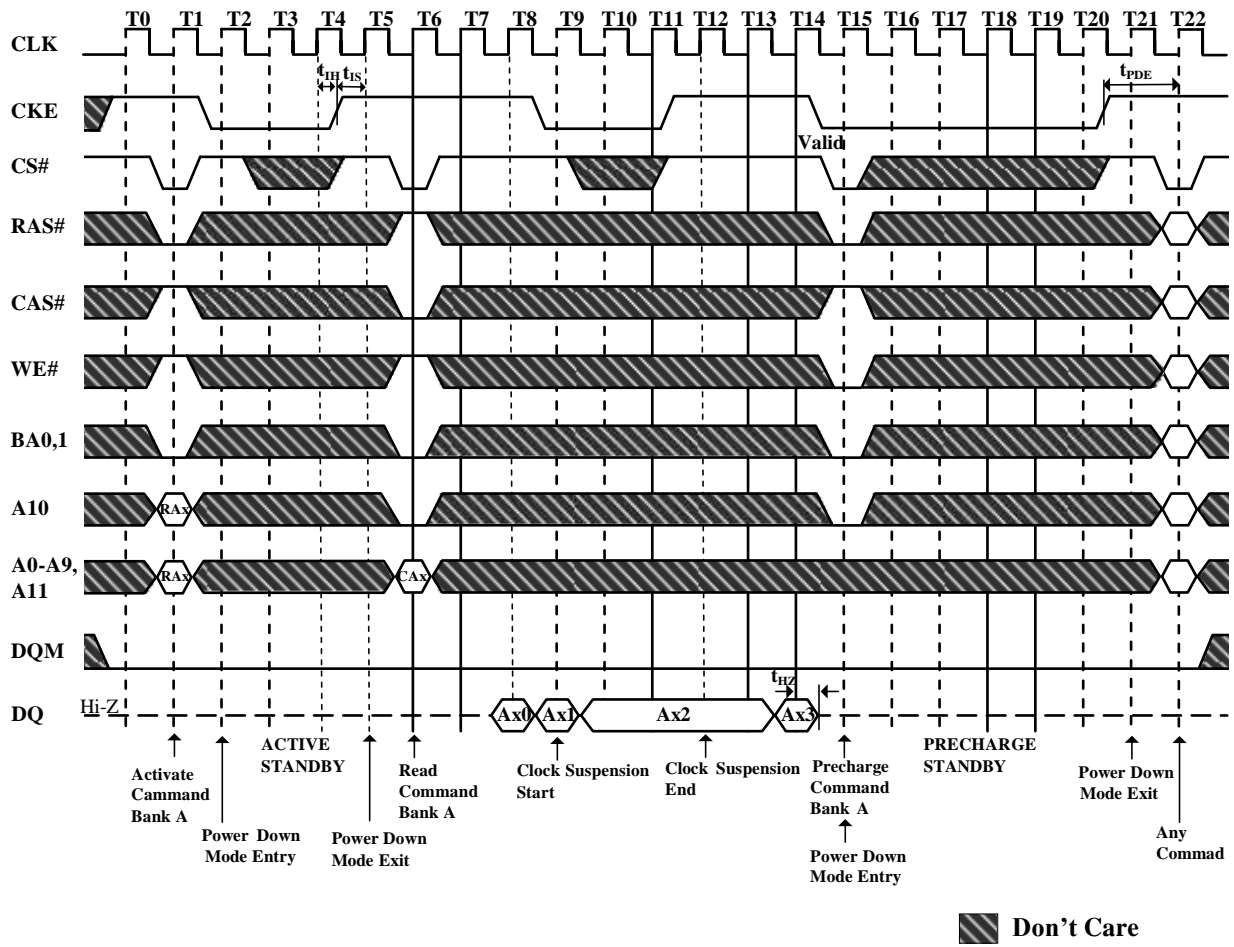 T0 T1 T2 T3 T4 T5 T6 T7 T8 T9 T10 T11 T12 T13 T14 T15 T16 T17 T18 T19 T20 T21 T22
CLK
tIH tIS tPDE
CKE
Valid
CS#
RAS#
CAS#
WE#
BA0,1
A10 RAx
A0-A9,
A11 RAx CAx
DQM
tHZ
DQ Hi-Z Ax0 Ax1 Ax2 Ax3
Activate
Cammand
Bank A
Power Down
Mode Entry
ACTIVE
STANDBY
Power Down
Mode Exit
Read
Command
Bank A
Clock Suspension
Start
Clock Suspension
End
Precharge
Command
Bank A
Power Down
Mode Entry
PRECHARGE
STANDBY
Power Down
Mode Exit
Any
Commad
Don't Care